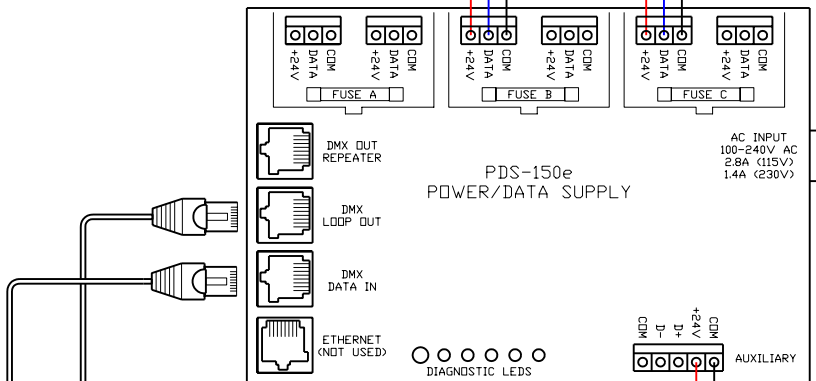 +24V DATA COM +24V DATA COM +24V DATA COM +24V DATA COM +24V DATA COM +24V DATA COM
FUSE A FUSE B FUSE C
DMX OUT
REPEATER
AC INPUT
100-240V AC
2.8A (115V)
1.4A (230V)
PDS-150e
POWER/DATA SUPPLY
DMX
LOOP OUT
DMX
DATA IN
ETHERNET
(NOT USED)
DIAGNOSTIC LEDS
COM D- D+ +24V COM
AUXILIARY